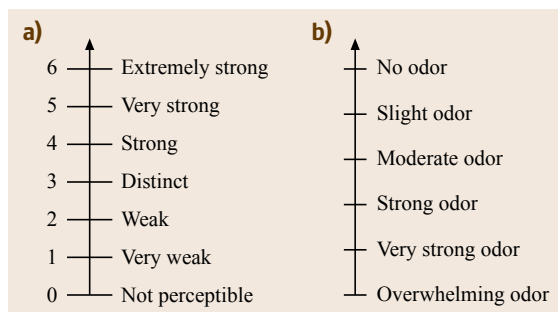 a)
6 Extremely strong
5 Very strong
4 Strong
3 Distinct
2 Weak
1 Very weak
0 Not perceptible
b)
No odor
Slight odor
Moderate odor
Strong odor
Very strong odor
Overwhelming odor